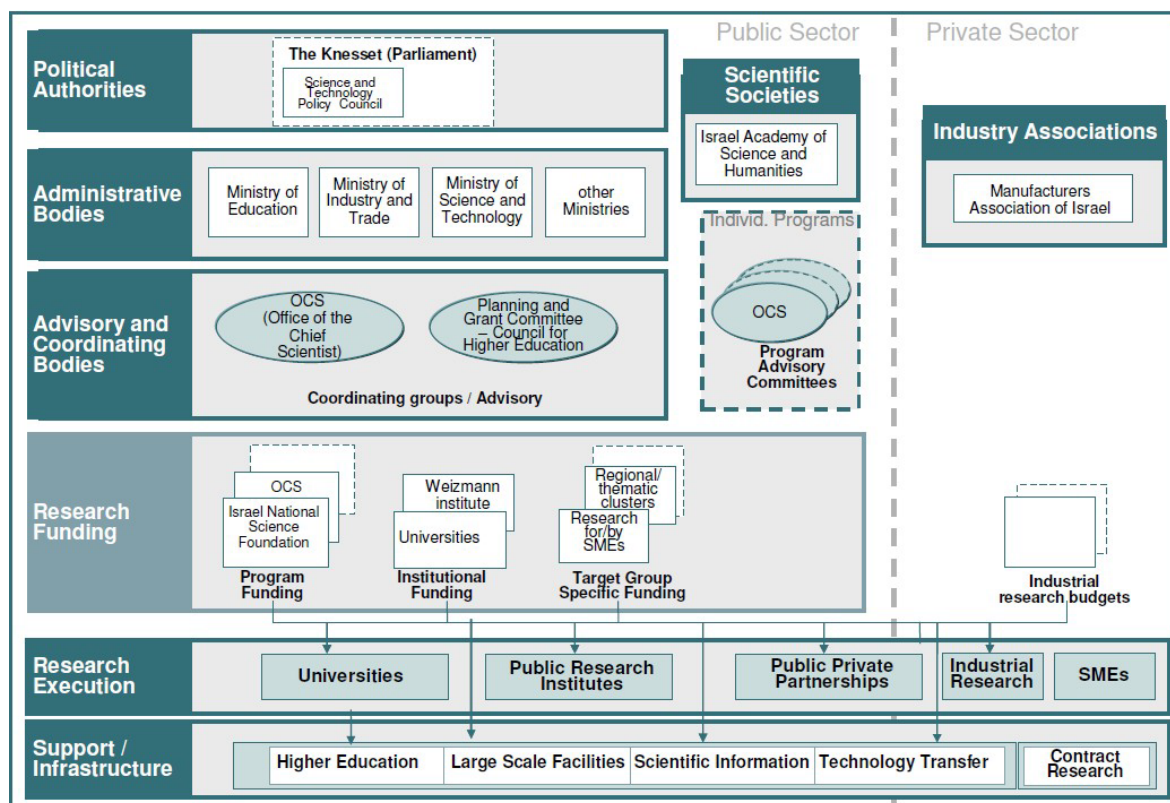 Public Sector
Private Sector
Political
Authorities
The Knesset (Parliament)
Science and
Technology
Policy Council
Scientific
Societies
Israel Academy of
Science and
Humanities
Industry Associations
Manufacturers
Association of Israel
Administrative
Bodies
Ministry of
Education
Ministry of
Industry and
Trade
Ministry of
Science and
Technology
other
Ministries
Individ. Programs
OCS
Program
Advisory
Committees
Advisory and
Coordinating
Bodies
OCS
(Office of the
Chief
Scientist)
Planning and
Grant Committee
– Council for
Higher Education
Coordinating groups / Advisory
Research
Funding
OCS
Israel National
Science
Foundation
Program
Funding
Weizmann
institute
Universities
Institutional
Funding
Regional/
thematic
clusters
Research
for/by
SMEs
Target Group
Specific Funding
Industrial
research budgets
Research
Execution
Universities
Public Research
Institutes
Public Private
Partnerships
Industrial
Research
SMEs
Support /
Infrastructure
Higher Education
Large Scale Facilities
Scientific Information
Technology Transfer
Contract
Research